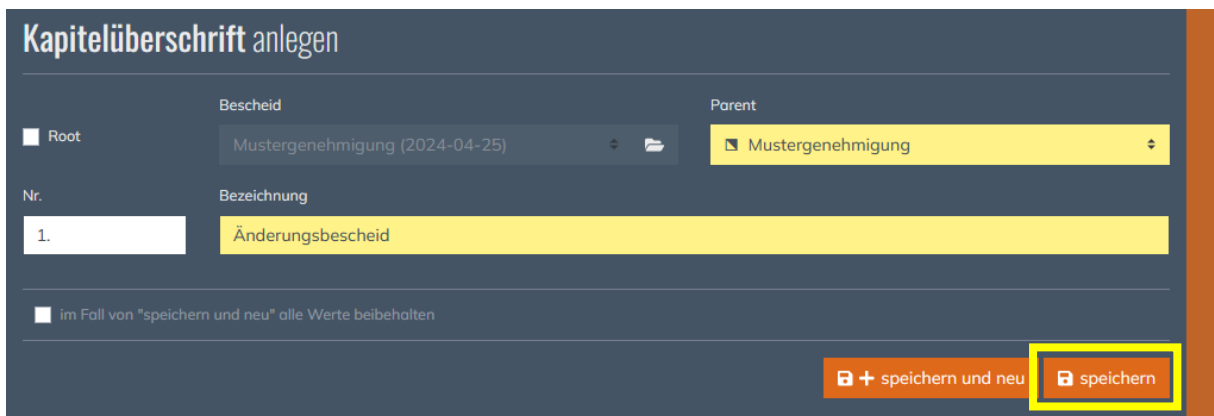 Kapitelüberschrift anlegen
Bescheid
Parent
Root
Mustergenehmigung (2024-04-25)
Mustergenehmigung
Nr.
Bezeichnung
1.
Änderungsbescheid
im Fall von "speichern und neu" alle Werte beibehalten
speichern und neu
speichern